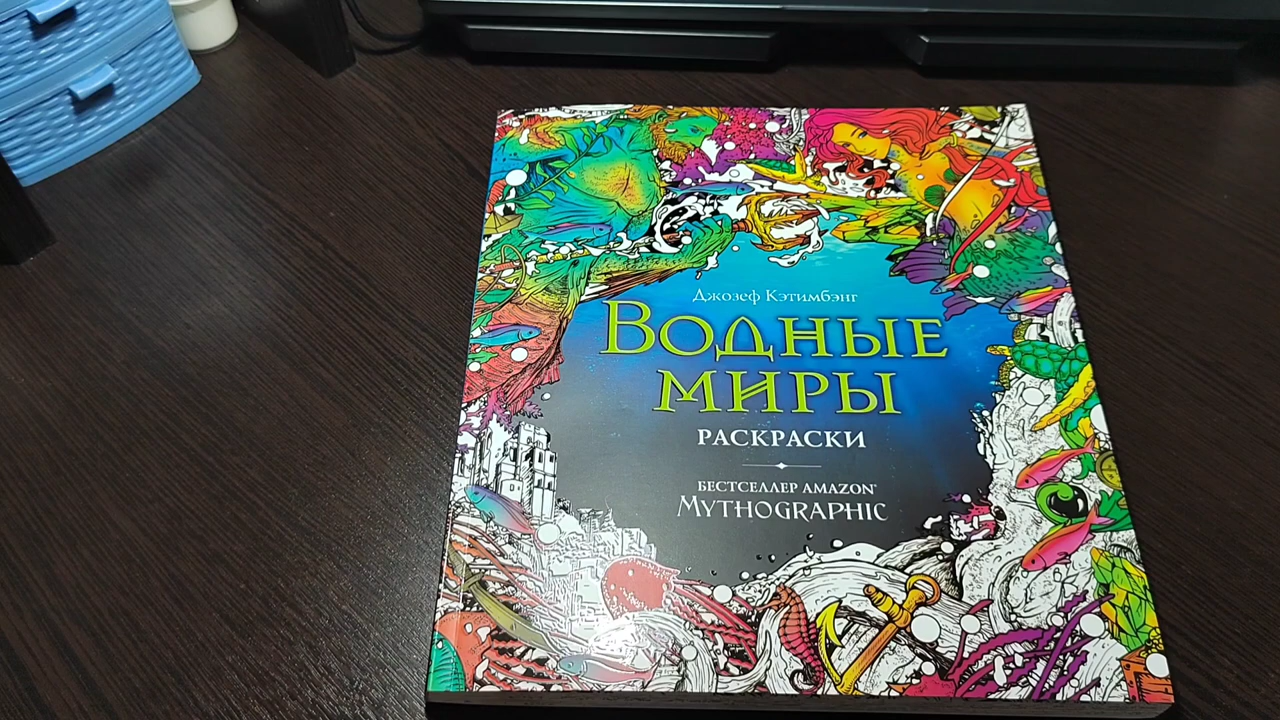 Джозеф Кэтимбэнг
Водные
миры
раскраски
бестселлер Amazon
Mythographic